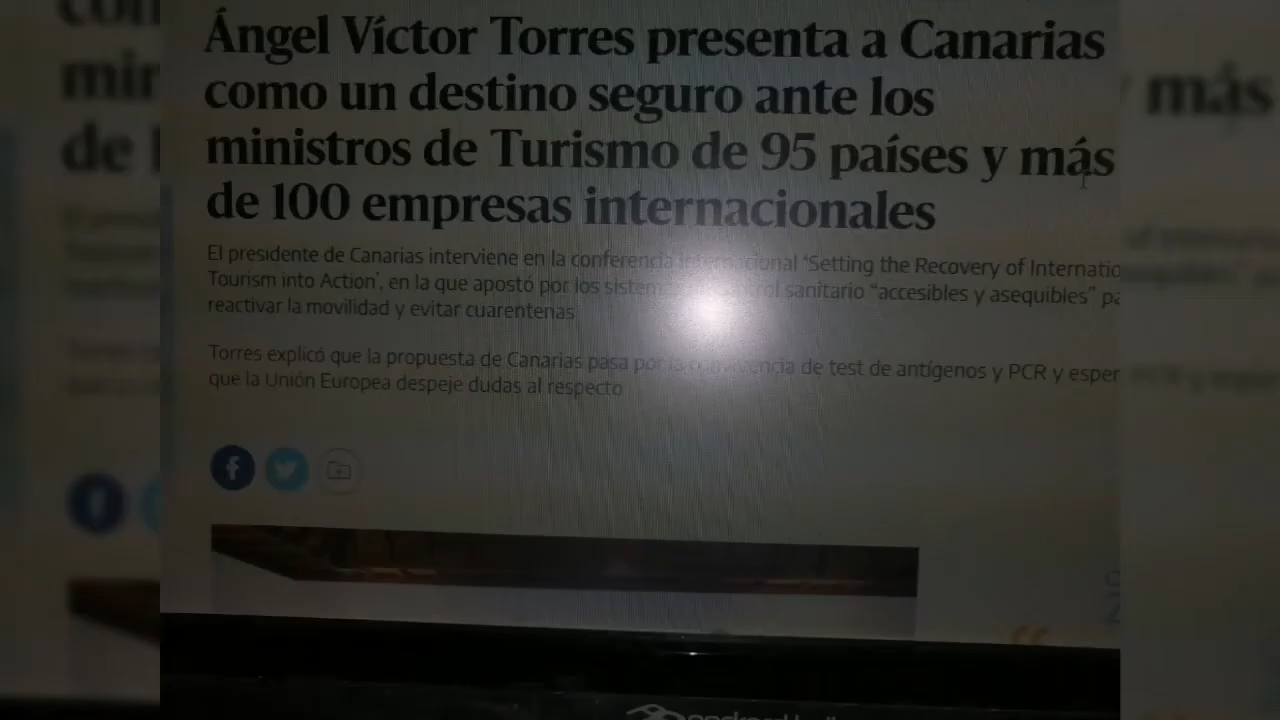 Ángel Víctor Torres presenta a Canarias
como un destino seguro ante los
ministros de Turismo de 95 países y más
de 100 empresas internacionales
El presidente de Canarias interviene en la conferencia internacional 'Setting the Recovery of Internatio
Tourism into Action', en la que apostó por los sistemas de control sanitario "accesibles y asequibles" pa
reactivar la movilidad y evitar cuarentenas
Torres explicó que la propuesta de Canarias pasa por la convivencia de test de antígenos y PCR y esper
que la Unión Europea despeje dudas al respecto